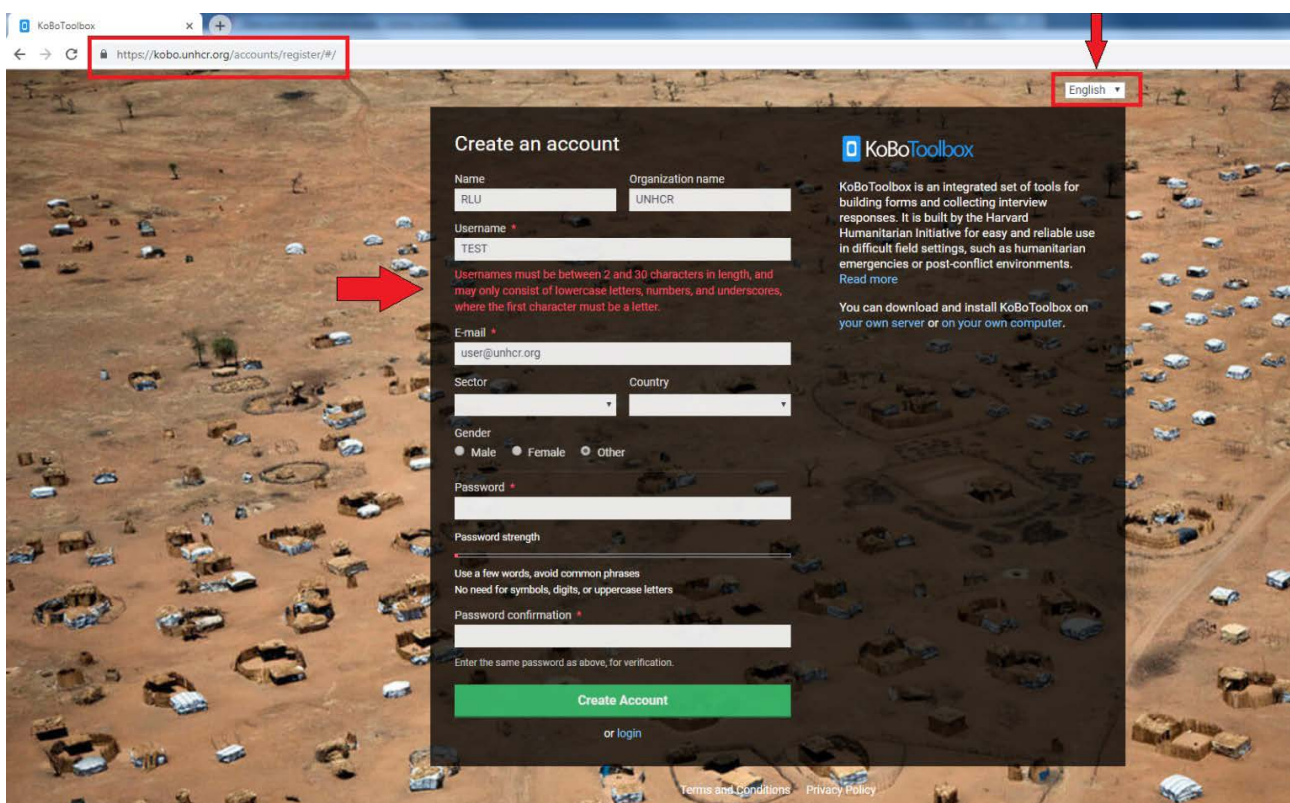 KoBoToolbox
https://kobo.unhcr.org/accounts/register/#/
English
Create an account
Name
Organization name
RLU
UNHCR
Username *
TEST
Usernames must be between 2 and 30 characters in length, and
may only consist of lowercase letters, numbers, and underscores,
where the first character must be a letter.
E-mail *
user@unhcr.org
Sector
Country
Gender
Male
Female
Other
Password *
Password strength
Use a few words, avoid common phrases
No need for symbols, digits, or uppercase letters
Password confirmation *
Enter the same password as above, for verification.
Create Account
or login
KoBoToolbox
KoBoToolbox is an integrated set of tools for
building forms and collecting interview
responses. It is built by the Harvard
Humanitarian Initiative for easy and reliable use
in difficult field settings, such as humanitarian
emergencies or post-conflict environments.
Read more
You can download and install KoBoToolbox on
your own server or on your own computer.
Terms and Conditions
Privacy Policy